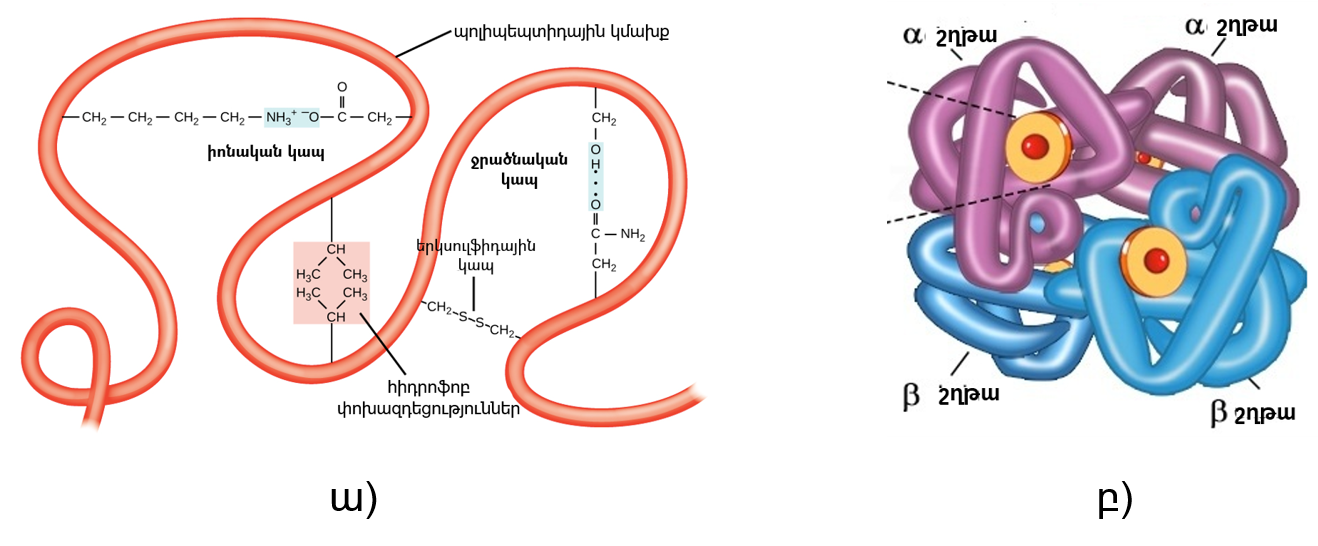 պոլիպեպտիդային կմախք
O
CH₂ — CH₂ — CH₂ — CH₂ — NH₃⁺ ⁻O — C — CH₂
իոնական կապ
CH
H₃C CH₃
H₃C CH₃
CH
երկսուլֆիդային
կապ
CH₂ S S CH₂
հիդրոֆոբ
փոխազդեցություններ
ջրածնական
կապ
CH₂
O
H
O
C — NH₂
CH₂
ա)
α շղթա
α շղթա
β շղթա
β շղթա
բ)